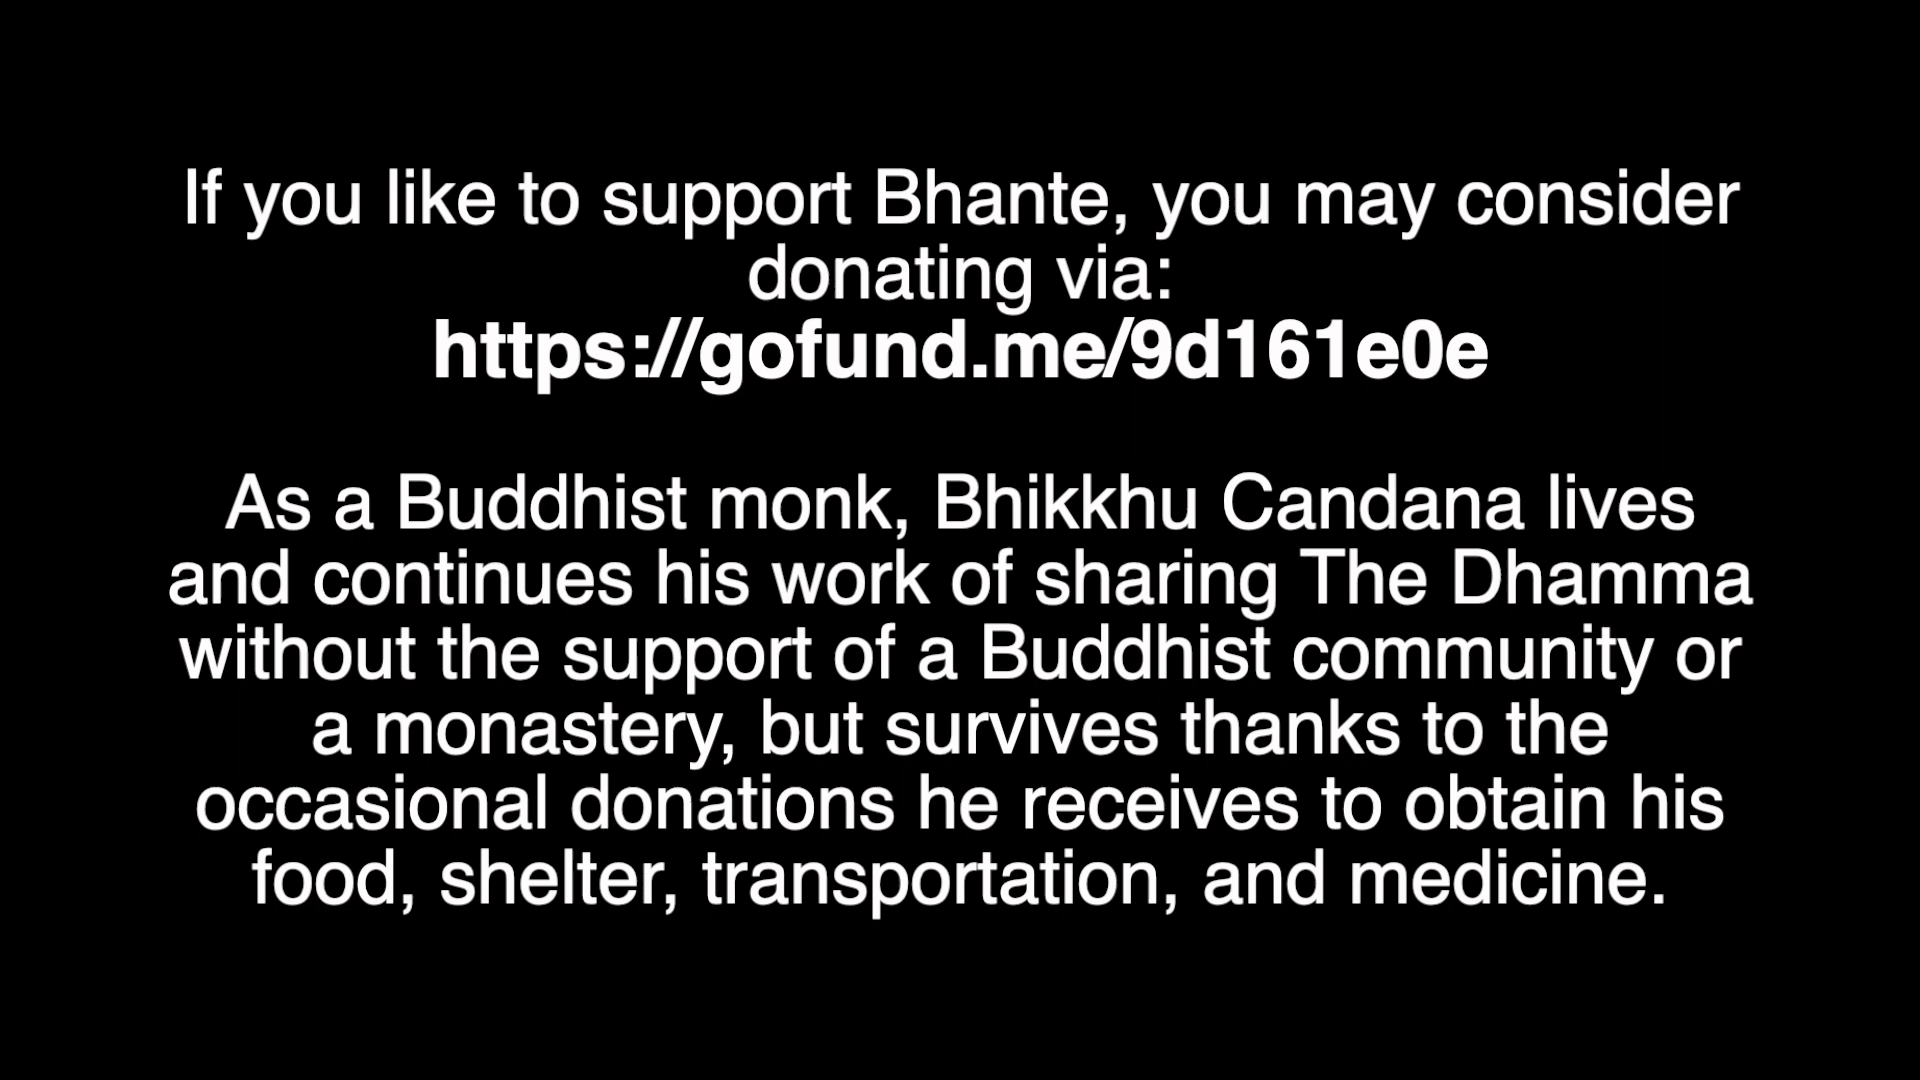 If you like to support Bhante, you may consider
donating via:
https://gofund.me/9d161e0e
As a Buddhist monk, Bhikkhu Candana lives
and continues his work of sharing The Dhamma
without the support of a Buddhist community or
a monastery, but survives thanks to the
occasional donations he receives to obtain his
food, shelter, transportation, and medicine.